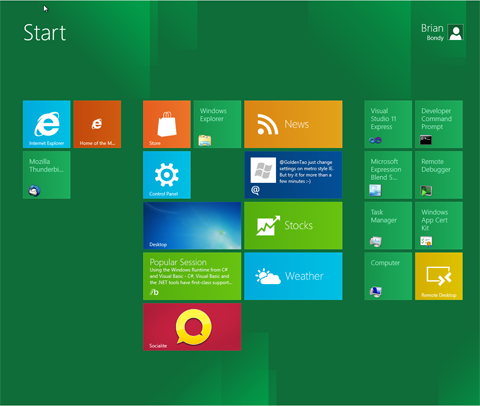 Start
Brian
Bondy
Internet Explorer
Home of the M...
Mozilla
Thunderbi...
Store
Windows
Explorer
News
Control Panel
@GoldenTao just change
settings on metro style IE.
But try it for more than a
few minutes :-)
@
Desktop
Stocks
Popular Session
Using the Windows Runtime from C#
and Visual Basic - C#, Visual Basic and
the .NET tools have first-class support...
//b
Weather
Socialite
Visual
Studio 11
Express
Developer
Command
Prompt
Microsoft
Expression
Blend 5...
Remote
Debugger
Task
Manager
Windows
App Cert
Kit
Computer
Remote Desktop